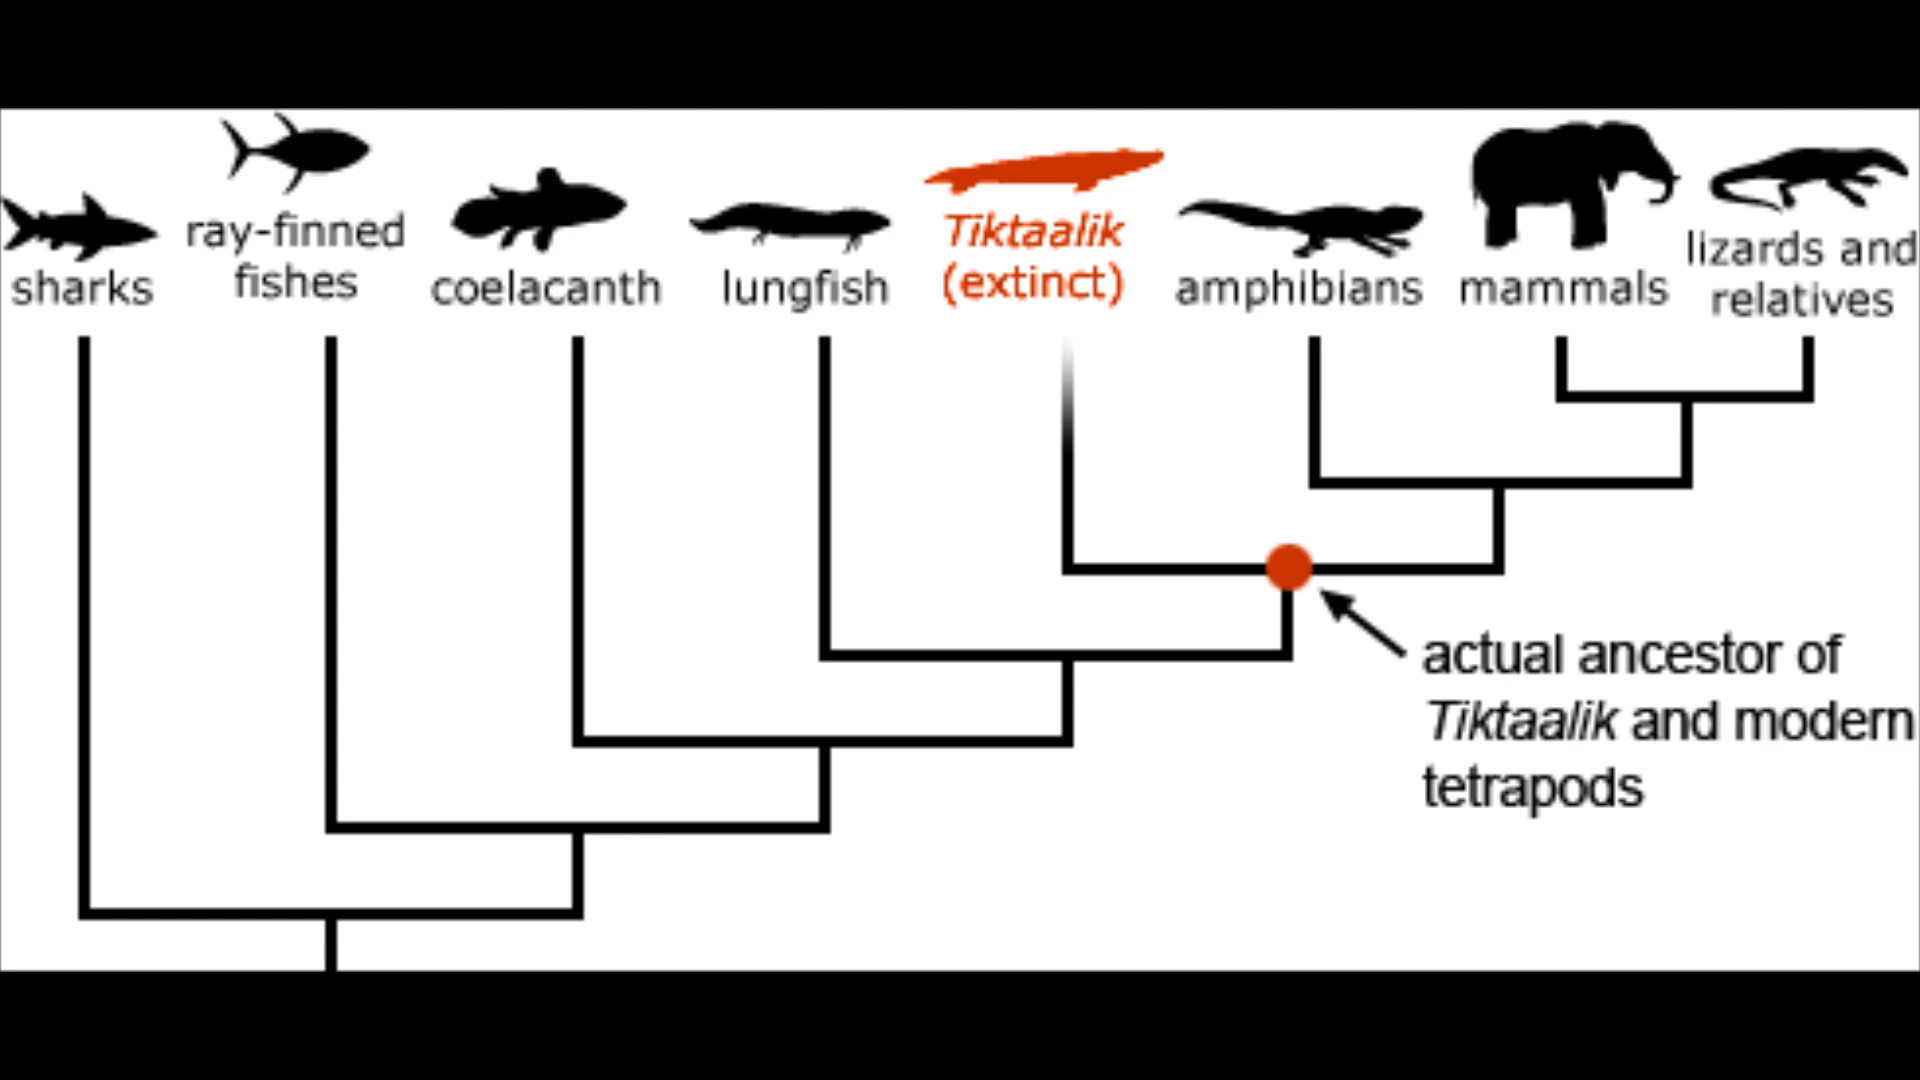 sharks
ray-finned
fishes
coelacanth
lungfish
Tiktaalik
(extinct)
amphibians
mammals
lizards and
relatives
actual ancestor of
Tiktaalik and modern
tetrapods